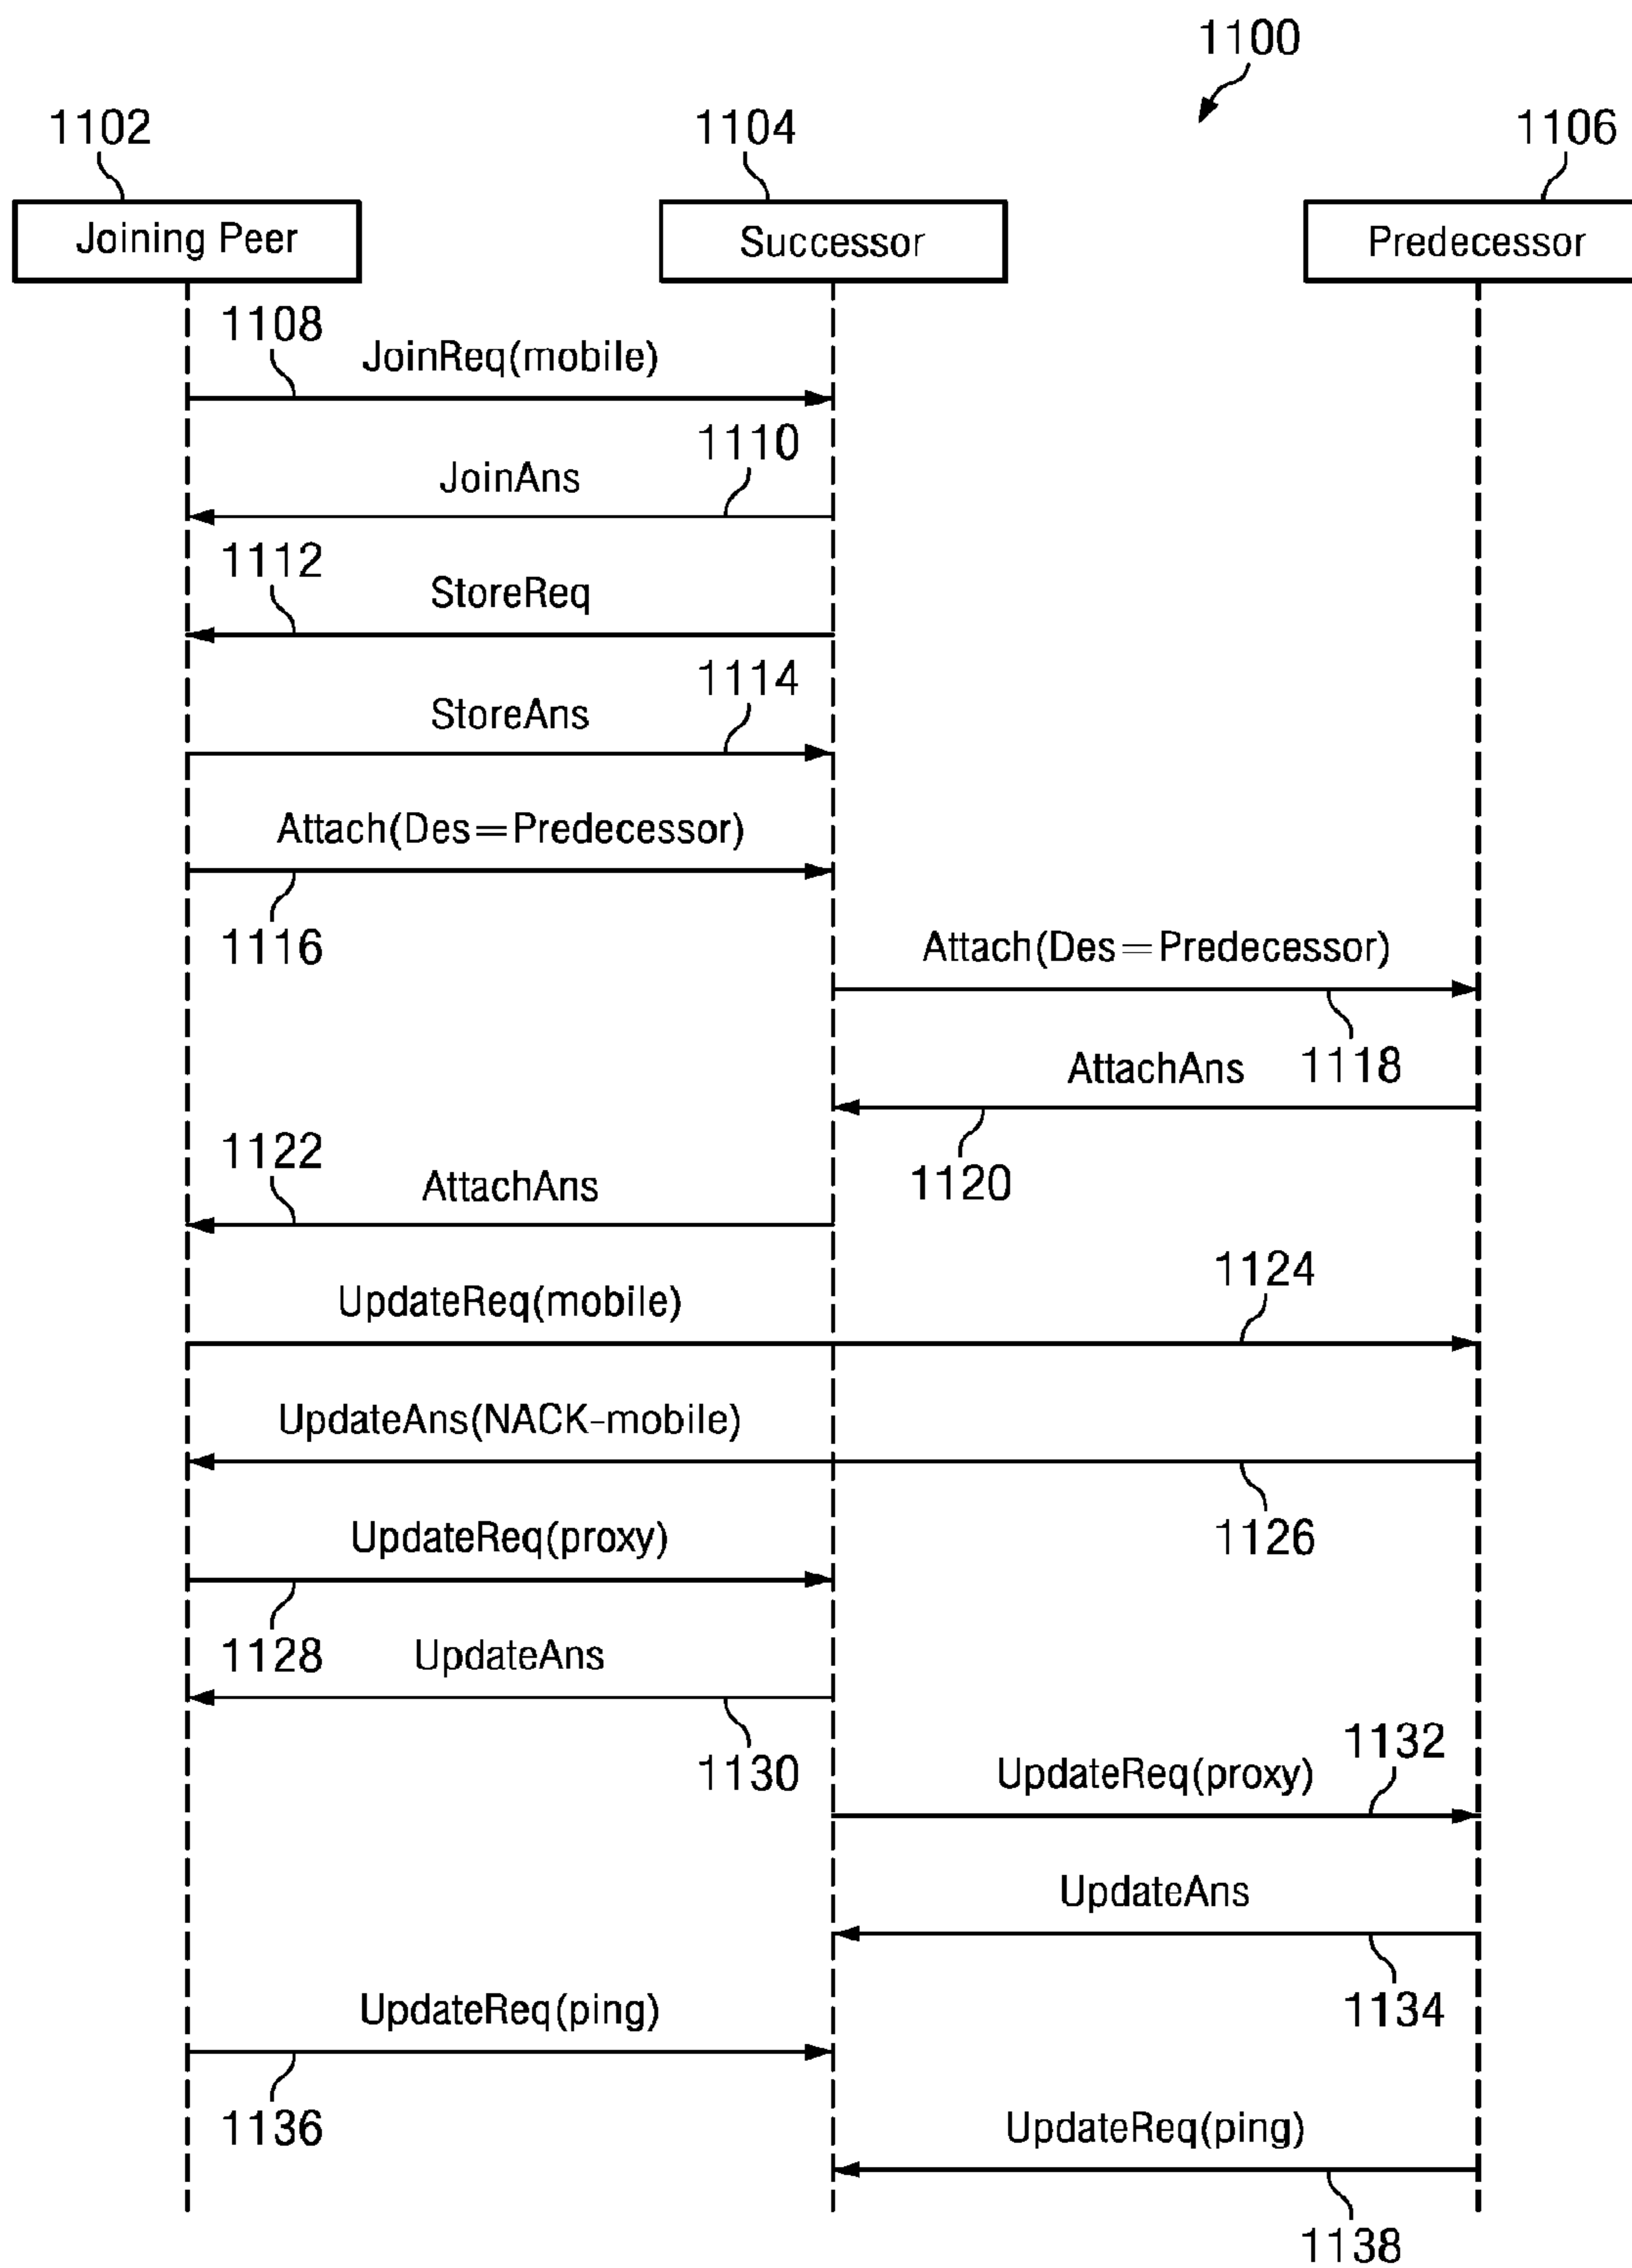 1100
1102
1104
1106
Joining Peer
Successor
Predecessor
1108
JoinReq(mobile)
1110
JoinAns
1112
StoreReq
1114
StoreAns
Attach(Des=Predecessor)
1116
Attach(Des=Predecessor)
1118
AttachAns
1120
1122
AttachAns
1124
UpdateReq(mobile)
UpdateAns(NACK-mobile)
1126
UpdateReq(proxy)
1128
UpdateAns
1130
1132
UpdateReq(proxy)
UpdateAns
1134
UpdateReq(ping)
1136
UpdateReq(ping)
1138